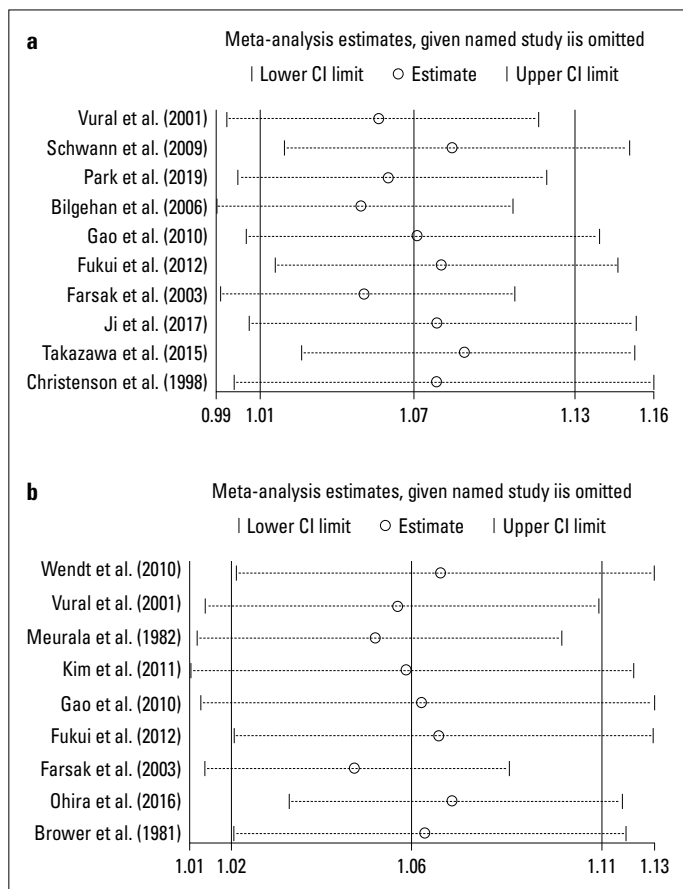 a
Meta-analysis estimates, given named study iis omitted
| Lower CI limit ○ Estimate | Upper CI limit
Vural et al. (2001)
Schwann et al. (2009)
Park et al. (2019)
Bilgehan et al. (2006)
Gao et al. (2010)
Fukui et al. (2012)
Farsak et al. (2003)
Ji et al. (2017)
Takazawa et al. (2015)
Christenson et al. (1998)
0.99 1.01 1.07 1.13 1.16
b
Meta-analysis estimates, given named study iis omitted
| Lower CI limit ○ Estimate | Upper CI limit
Wendt et al. (2010)
Vural et al. (2001)
Meurala et al. (1982)
Kim et al. (2011)
Gao et al. (2010)
Fukui et al. (2012)
Farsak et al. (2003)
Ohira et al. (2016)
Brower et al. (1981)
1.01 1.02 1.06 1.11 1.13